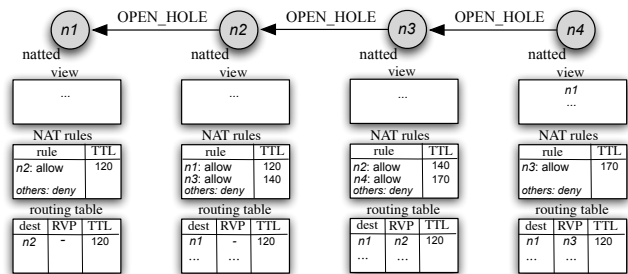 OPEN_HOLE OPEN_HOLE OPEN_HOLE
n1 n2 n3 n4
natted natted natted natted
view view view view
... ... ... n1
...
NAT rules NAT rules NAT rules NAT rules
rule TTL rule TTL rule TTL rule TTL
n2: allow 120 n1: allow 120 n2: allow 140 n3: allow 170
n3: allow 140 n4: allow 170
others: deny others: deny others: deny others: deny
routing table routing table routing table routing table
dest RVP TTL dest RVP TTL dest RVP TTL dest RVP TTL
n2 - 120 n1 - 120 n1 n2 120 n1 n3 120
... ... ... ... ... ...